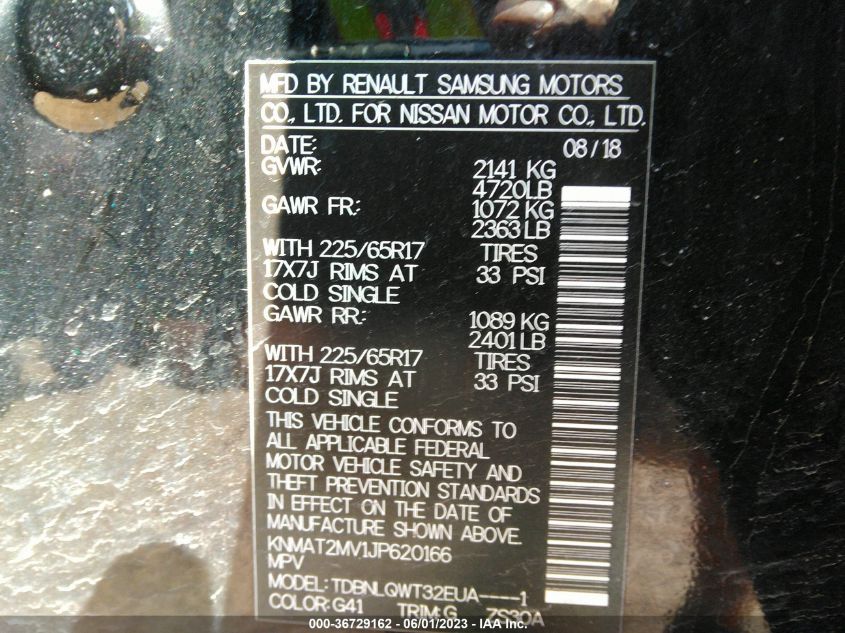 MFD BY RENAULT SAMSUNG MOTORS
CO., LTD. FOR NISSAN MOTOR CO., LTD.
DATE: 08/18
GVWR: 2141 KG
4720LB
GAWR FR: 1072 KG
2363 LB
WITH 225/65R17 TIRES
17X7J RIMS AT 33 PSI
COLD SINGLE
GAWR RR: 1089 KG
2401 LB
WITH 225/65R17 TIRES
17X7J RIMS AT 33 PSI
COLD SINGLE
THIS VEHICLE CONFORMS TO
ALL APPLICABLE FEDERAL
MOTOR VEHICLE SAFETY AND
THEFT PREVENTION STANDARDS
IN EFFECT ON THE DATE OF
MANUFACTURE SHOWN ABOVE.
KNMAT2MV1JP620166
MPV
MODEL: TDBNLQWT32EUA----1
COLOR: G41 TRIM: G ZS30A
000-36729162 - 06/01/2023 - IAA Inc.